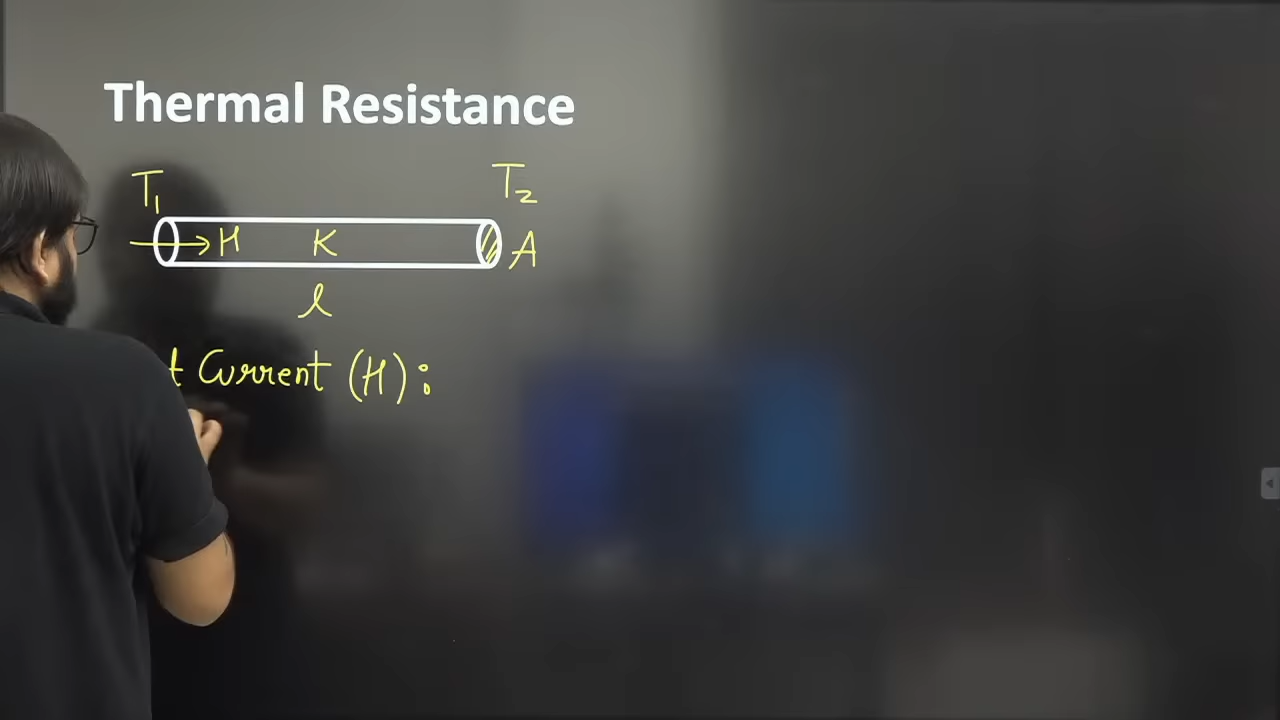 Thermal Resistance
T₁ T₂
H K A
l
t Current (H):